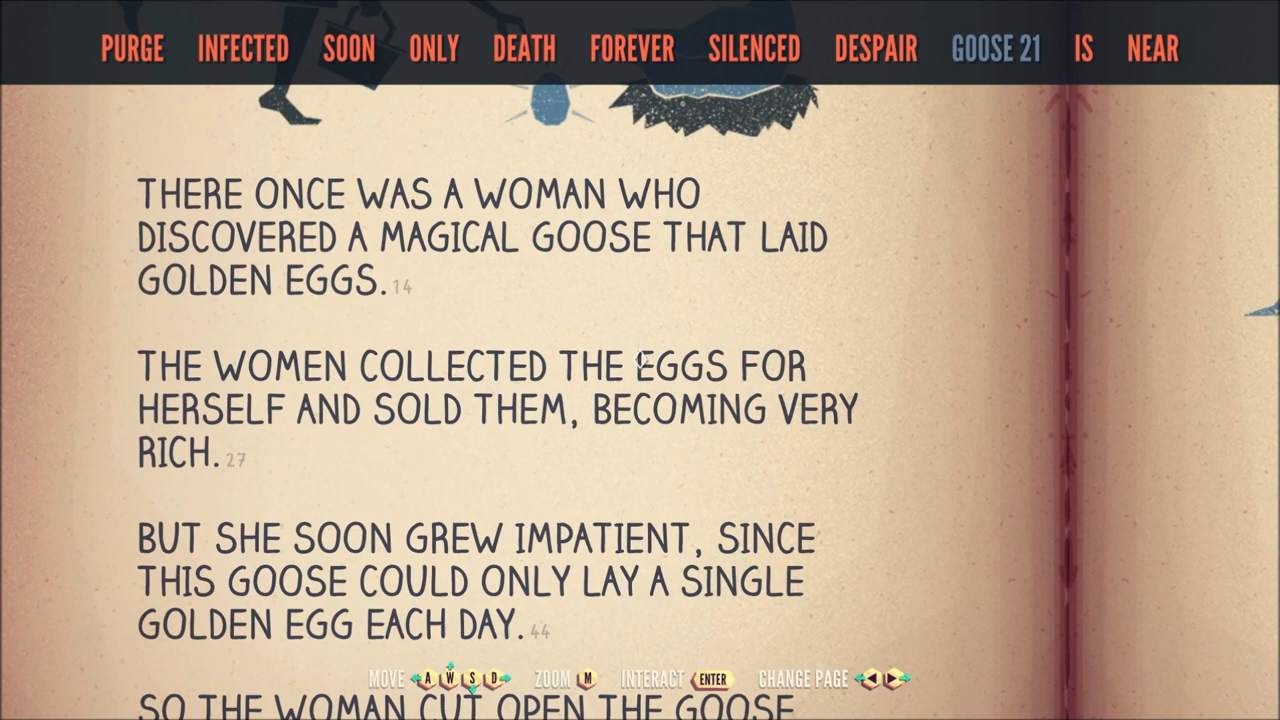 PURGE INFECTED SOON ONLY DEATH FOREVER SILENCED DESPAIR GOOSE 21 IS NEAR
THERE ONCE WAS A WOMAN WHO
DISCOVERED A MAGICAL GOOSE THAT LAID
GOLDEN EGGS. 14
THE WOMEN COLLECTED THE EGGS FOR
HERSELF AND SOLD THEM, BECOMING VERY
RICH. 27
BUT SHE SOON GREW IMPATIENT, SINCE
THIS GOOSE COULD ONLY LAY A SINGLE
GOLDEN EGG EACH DAY. 44
MOVE A W S D ZOOM M INTERACT ENTER CHANGE PAGE
SO THE WOMAN CUT OPEN THE GOOSE